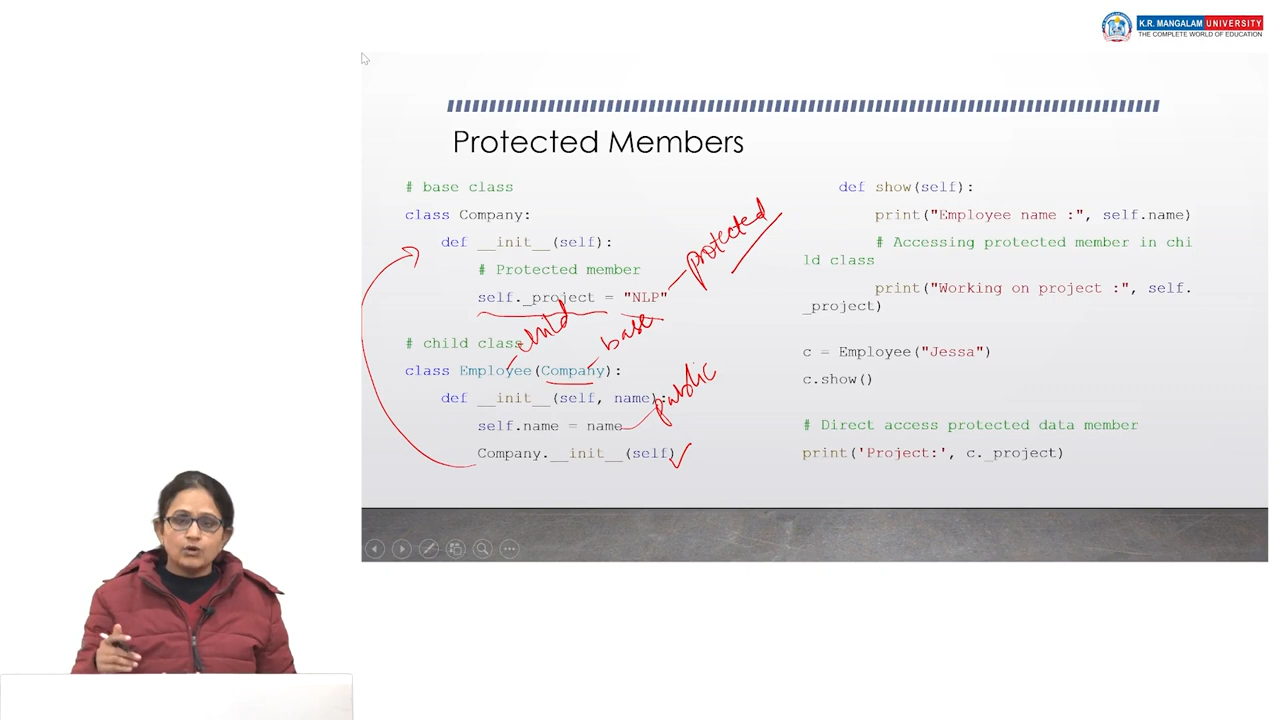 K.R. MANGALAM UNIVERSITY
THE COMPLETE WORLD OF EDUCATION
Protected Members
# base class
class Company:
def __init__(self):
# Protected member
self._project = "NLP"
protected
child
base
# child class
class Employee(Company):
def __init__(self, name):
public
self.name = name
Company.__init__(self)
def show(self):
print("Employee name :", self.name)
# Accessing protected member in chi
ld class
print("Working on project :", self.
_project)
c = Employee("Jessa")
c.show()
# Direct access protected data member
print('Project:', c._project)